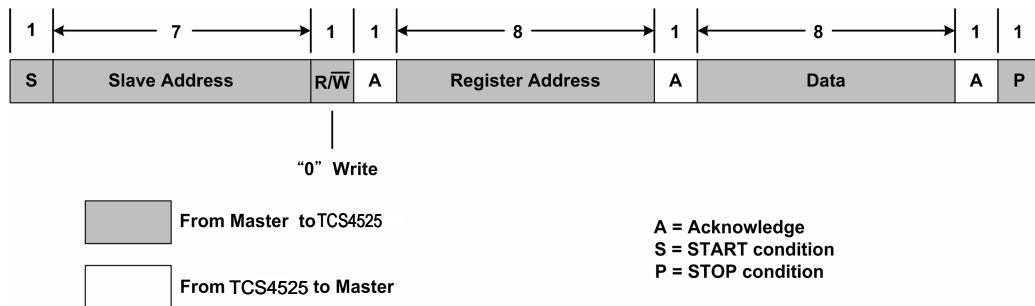 1 7 1 1 8 1 8 1 1
S Slave Address R/W̅ A Register Address A Data A P
“0” Write
From Master to TCS4525
From TCS4525 to Master
A = Acknowledge
S = START condition
P = STOP condition